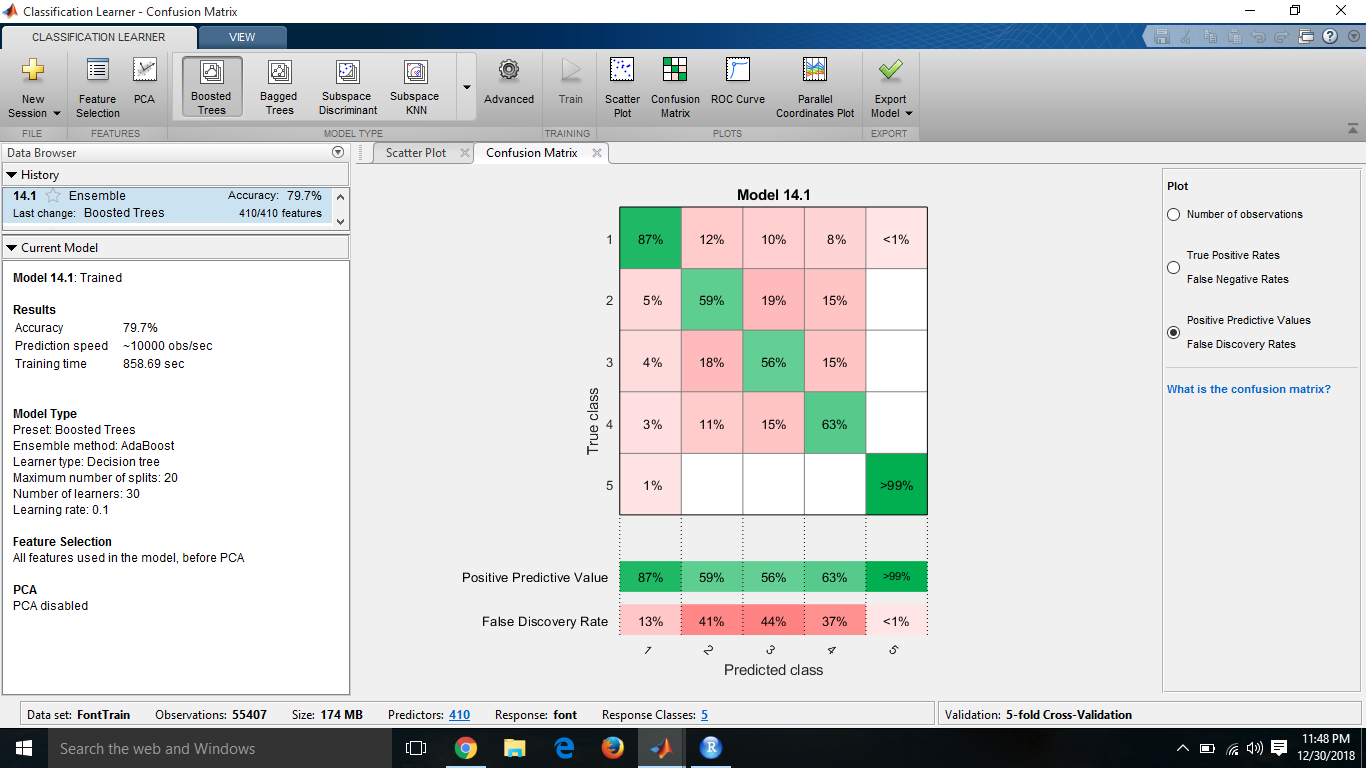 Classification Learner - Confusion Matrix
CLASSIFICATION LEARNER
VIEW
New Session
Feature Selection
PCA
Boosted Trees
Bagged Trees
Subspace Discriminant
Subspace KNN
Advanced
Train
Scatter Plot
Confusion Matrix
ROC Curve
Parallel Coordinates Plot
Export Model
FILE
FEATURES
MODEL TYPE
TRAINING
PLOTS
EXPORT
Data Browser
History
14.1 Ensemble Accuracy: 79.7%
Last change: Boosted Trees 410/410 features
Current Model
Model 14.1: Trained
Results
Accuracy 79.7%
Prediction speed ~10000 obs/sec
Training time 858.69 sec
Model Type
Preset: Boosted Trees
Ensemble method: AdaBoost
Learner type: Decision tree
Maximum number of splits: 20
Number of learners: 30
Learning rate: 0.1
Feature Selection
All features used in the model, before PCA
PCA
PCA disabled
Scatter Plot
Confusion Matrix
Model 14.1
True class
1 87% 12% 10% 8% <1%
2 5% 59% 19% 15%
3 4% 18% 56% 15%
4 3% 11% 15% 63%
5 1% >99%
Positive Predictive Value 87% 59% 56% 63% >99%
False Discovery Rate 13% 41% 44% 37% <1%
1 2 3 4 5
Predicted class
Plot
Number of observations
True Positive Rates
False Negative Rates
Positive Predictive Values
False Discovery Rates
What is the confusion matrix?
Data set: FontTrain Observations: 55407 Size: 174 MB Predictors: 410 Response: font Response Classes: 5
Validation: 5-fold Cross-Validation
Search the web and Windows
R
11:48 PM
12/30/2018